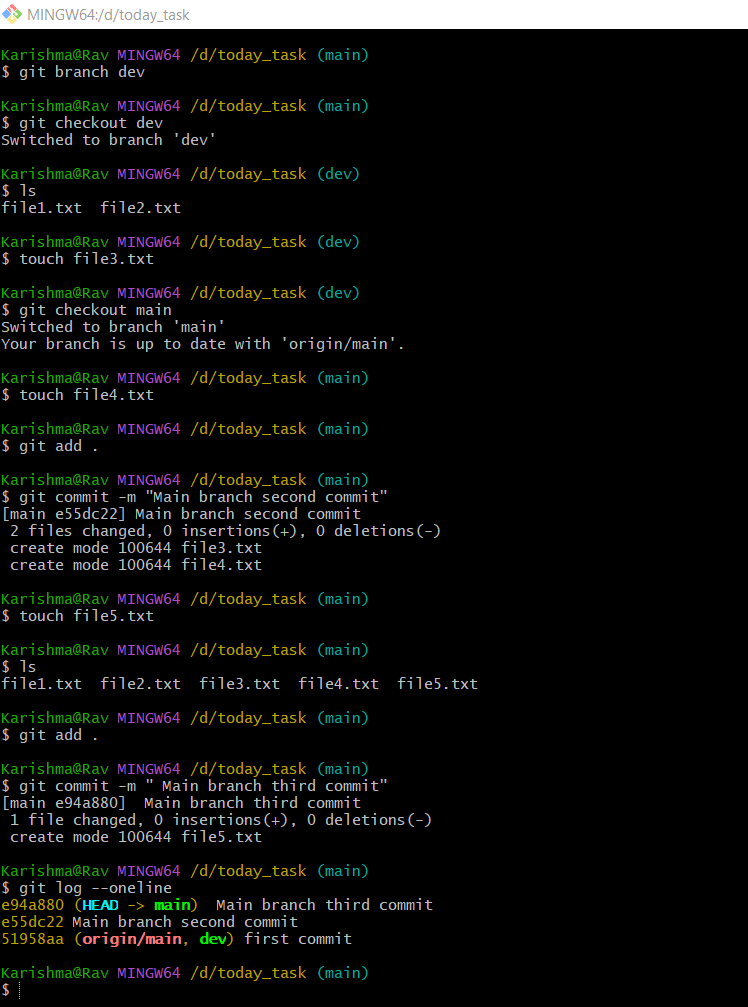 MINGW64:/d/today_task
Karishma@Rav MINGW64 /d/today_task (main)
$ git branch dev
Karishma@Rav MINGW64 /d/today_task (main)
$ git checkout dev
Switched to branch 'dev'
Karishma@Rav MINGW64 /d/today_task (dev)
$ ls
file1.txt  file2.txt
Karishma@Rav MINGW64 /d/today_task (dev)
$ touch file3.txt
Karishma@Rav MINGW64 /d/today_task (dev)
$ git checkout main
Switched to branch 'main'
Your branch is up to date with 'origin/main'.
Karishma@Rav MINGW64 /d/today_task (main)
$ touch file4.txt
Karishma@Rav MINGW64 /d/today_task (main)
$ git add .
Karishma@Rav MINGW64 /d/today_task (main)
$ git commit -m "Main branch second commit"
[main e55dc22] Main branch second commit
 2 files changed, 0 insertions(+), 0 deletions(-)
 create mode 100644 file3.txt
 create mode 100644 file4.txt
Karishma@Rav MINGW64 /d/today_task (main)
$ touch file5.txt
Karishma@Rav MINGW64 /d/today_task (main)
$ ls
file1.txt  file2.txt  file3.txt  file4.txt  file5.txt
Karishma@Rav MINGW64 /d/today_task (main)
$ git add .
Karishma@Rav MINGW64 /d/today_task (main)
$ git commit -m " Main branch third commit"
[main e94a880]  Main branch third commit
 1 file changed, 0 insertions(+), 0 deletions(-)
 create mode 100644 file5.txt
Karishma@Rav MINGW64 /d/today_task (main)
$ git log --oneline
e94a880 (HEAD -> main)  Main branch third commit
e55dc22 Main branch second commit
51958aa (origin/main, dev) first commit
Karishma@Rav MINGW64 /d/today_task (main)
$